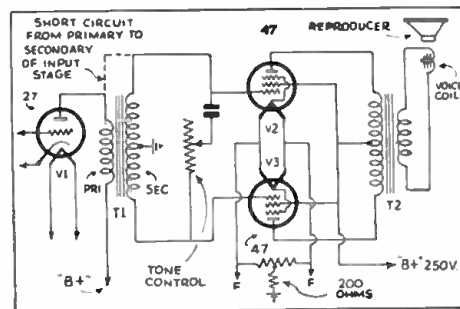 SHORT CIRCUIT
FROM PRIMARY TO
SECONDARY
OF INPUT
STAGE
47
REPRODUCER
27
VOICE
COIL
V1
V2
V3
PRI
T1
SEC
T2
TONE
CONTROL
47
"B+"
F
F
200
OHMS
"B+" 250V.